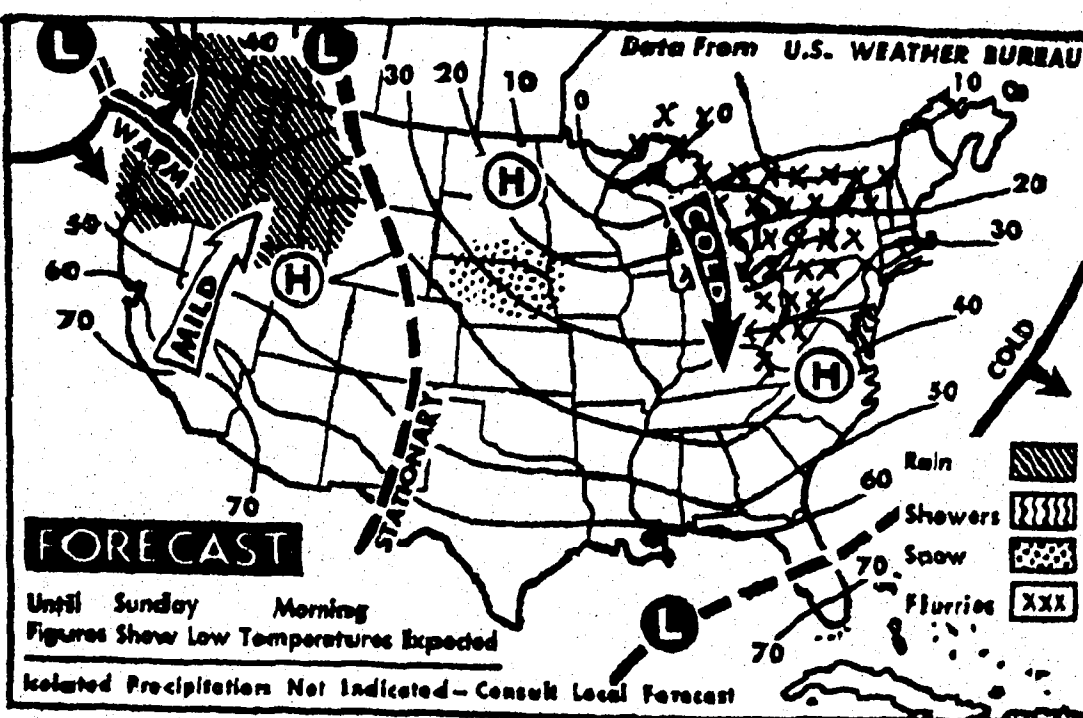 L
40
L
Data From U.S. WEATHER BUREAU
30
20
10
0
0
10
WARM
H
20
COLD
50
30
60
H
MILD
70
40
H
COLD
50
STATIONARY
Rain
60
70
Showers
FORECAST
Snow
70
Until Sunday Morning
Flurries XXX
Figures Show Low Temperatures Expected
L
70
Isolated Precipitation Not Indicated - Consult Local Forecast